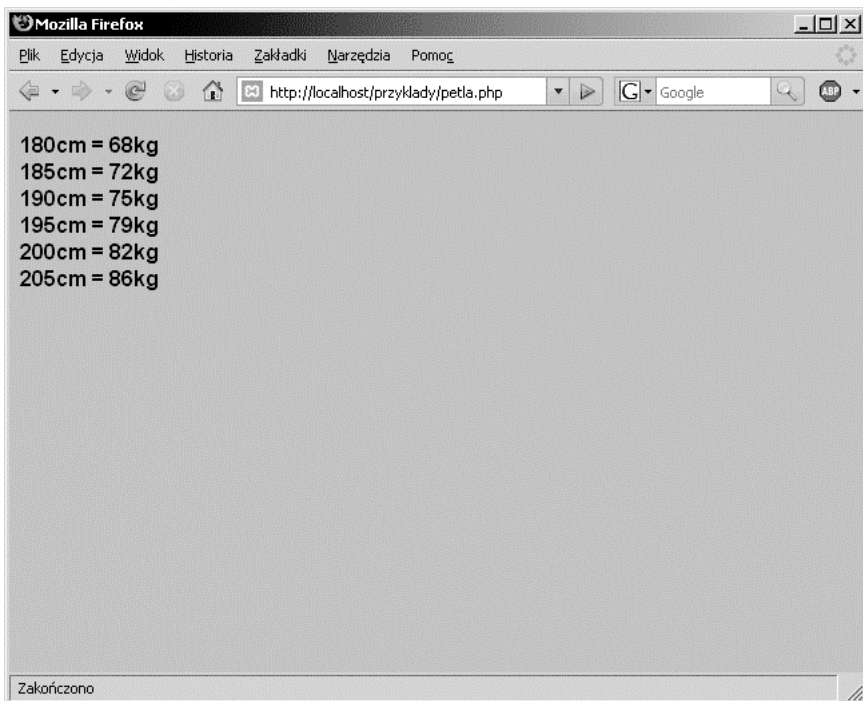 Mozilla Firefox
Plik Edycja Widok Historia Zakładki Narzędzia Pomoc
http://localhost/przyklady/petla.php G Google ABP
180cm = 68kg
185cm = 72kg
190cm = 75kg
195cm = 79kg
200cm = 82kg
205cm = 86kg
Zakończono